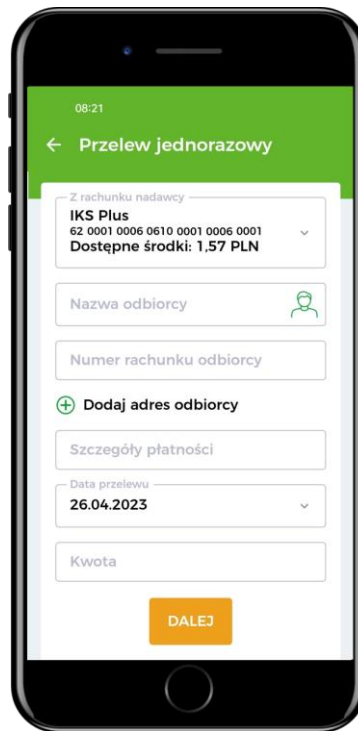 08:21
← Przelew jednorazowy
Z rachunku nadawcy
IKS Plus
62 0001 0006 0610 0001 0006 0001
Dostępne środki: 1,57 PLN
Nazwa odbiorcy
Numer rachunku odbiorcy
Dodaj adres odbiorcy
Szczegóły płatności
Data przelewu
26.04.2023
Kwota
DALEJ